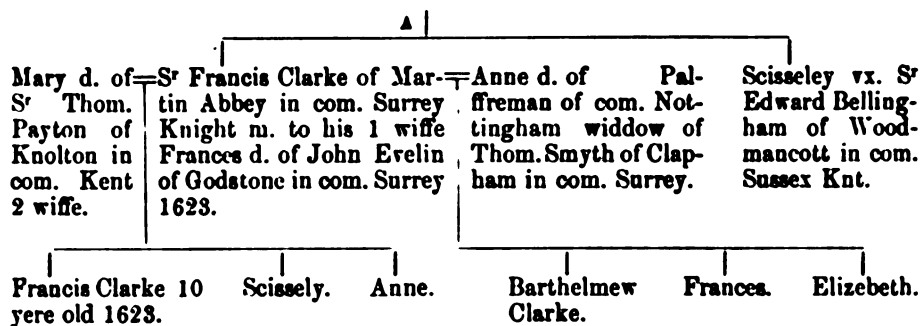 A
Mary d. of
Sr Thom.
Payton of
Knolton in
com. Kent
2 wiffe.
Sr Francis Clarke of Mar-
tin Abbey in com. Surrey
Knight m. to his 1 wiffe
Frances d. of John Evelin
of Godstone in com. Surrey
1623.
Anne d. of Pal-
ffreman of com. Not-
tingham widdow of
Thom. Smyth of Clap-
ham in com. Surrey.
Scisseley vx. Sr
Edward Belling-
ham of Wood-
mancott in com.
Sussex Knt.
Francis Clarke 10
yere old 1623.
Scissely.
Anne.
Barthelmew
Clarke.
Frances.
Elizebeth.